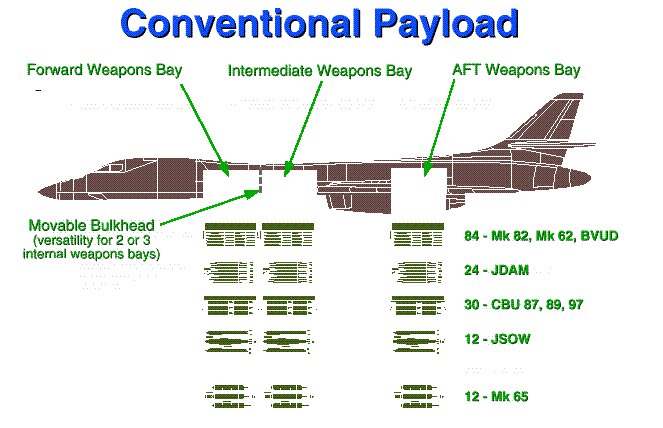 Conventional Payload
Forward Weapons Bay
Intermediate Weapons Bay
AFT Weapons Bay
Movable Bulkhead
(versatility for 2 or 3
internal weapons bays)
84 - Mk 82, Mk 62, BVUD
24 - JDAM
30 - CBU 87, 89, 97
12 - JSOW
12 - Mk 65